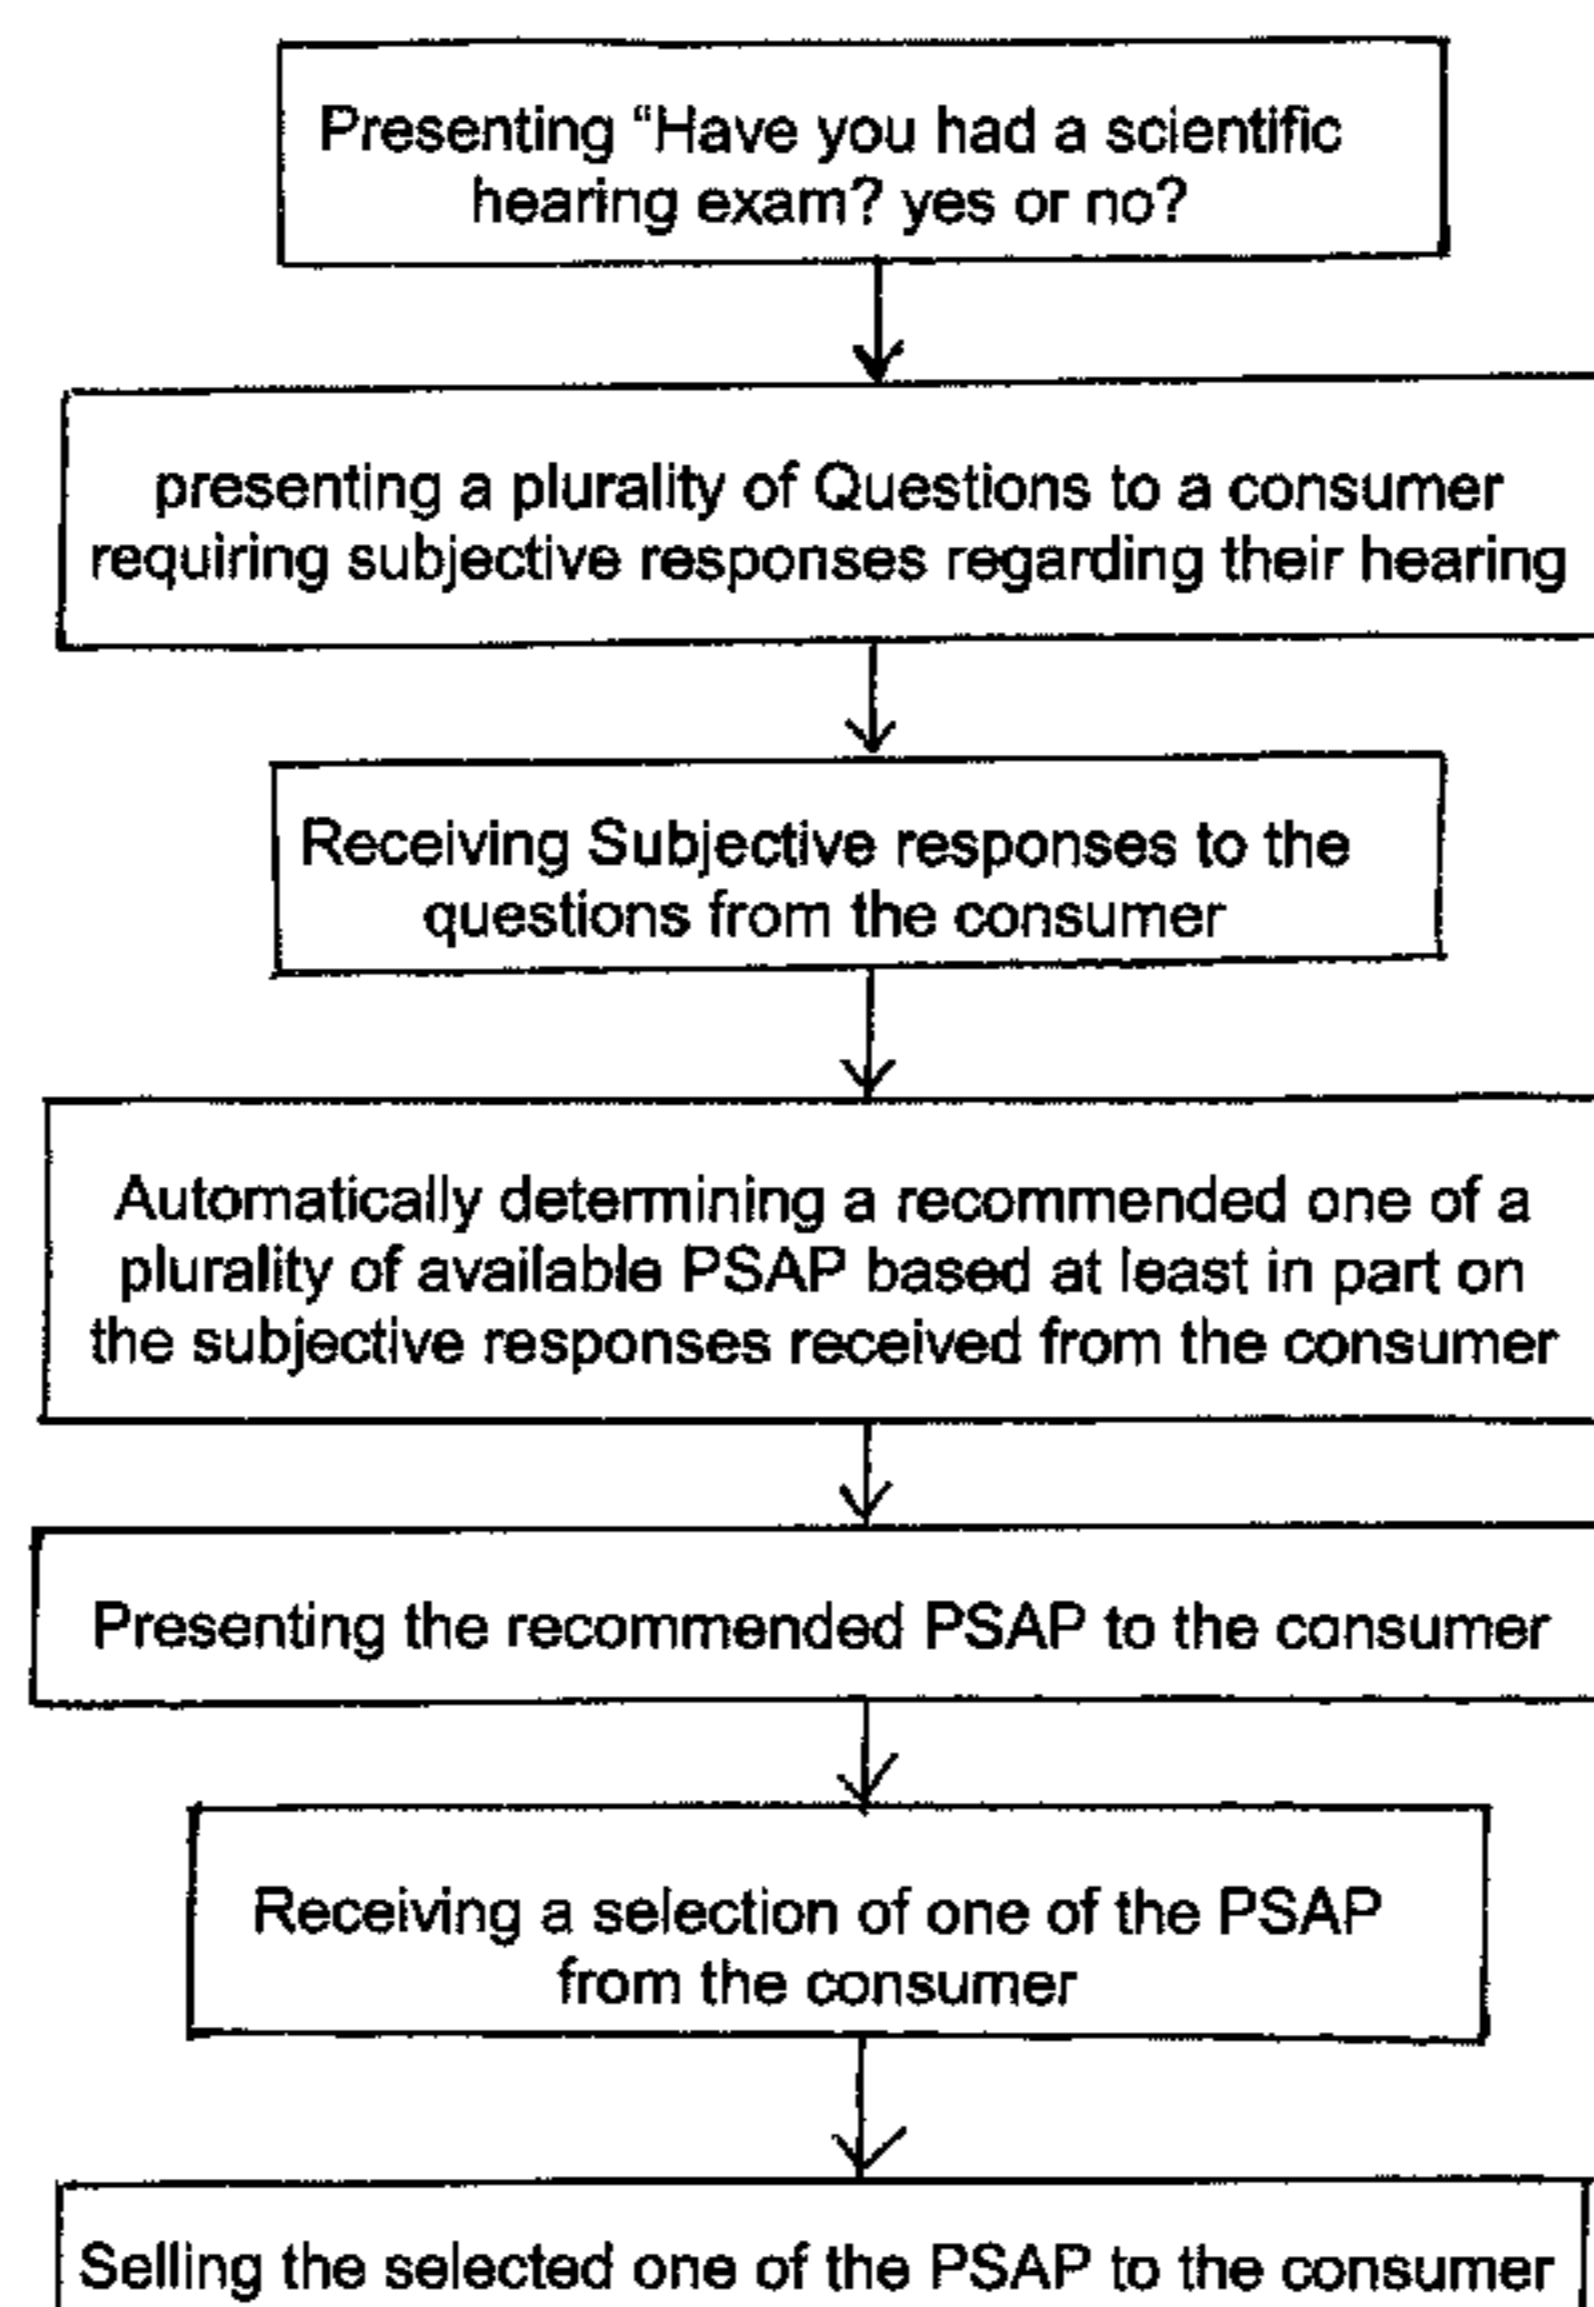 Presenting “Have you had a scientific
hearing exam? yes or no?
presenting a plurality of Questions to a consumer
requiring subjective responses regarding their hearing
Receiving Subjective responses to the
questions from the consumer
Automatically determining a recommended one of a
plurality of available PSAP based at least in part on
the subjective responses received from the consumer
Presenting the recommended PSAP to the consumer
Receiving a selection of one of the PSAP
from the consumer
Selling the selected one of the PSAP to the consumer